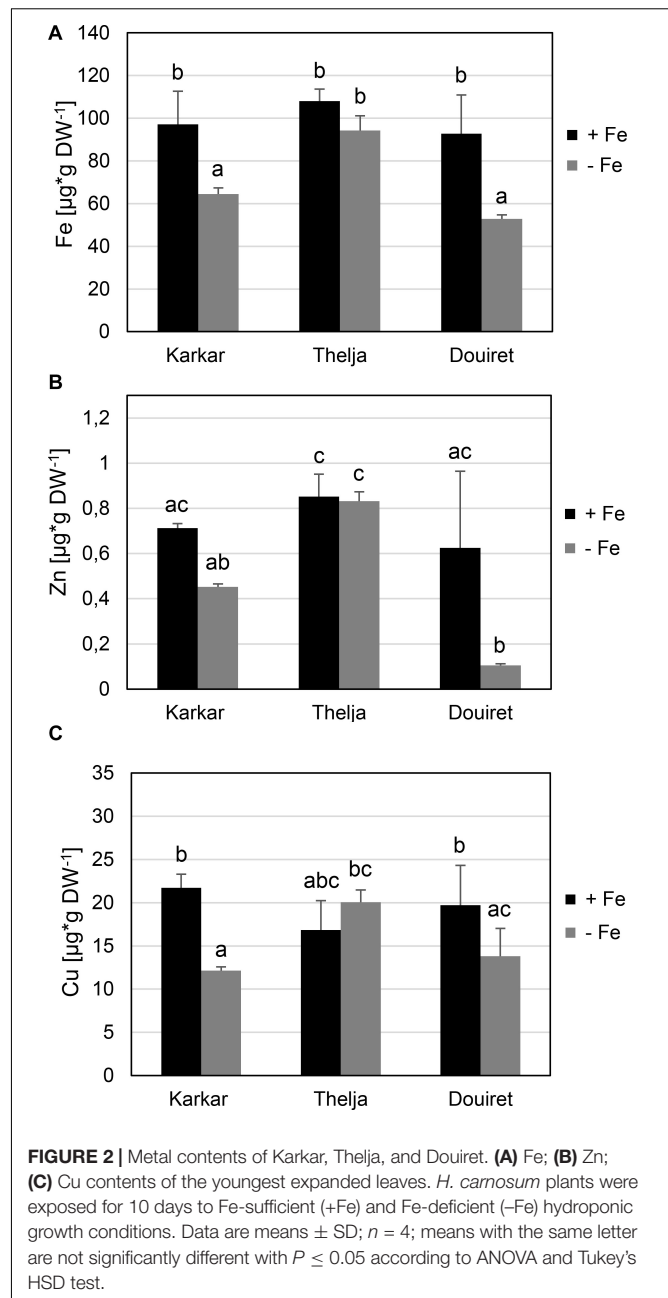 A
Fe [µg*g DW-1]
140
120
100
80
60
40
20
0
b
a
b
b
b
a
+ Fe
- Fe
Karkar Thelja Douiret
B
Zn [µg*g DW-1]
1,2
1
0,8
0,6
0,4
0,2
0
ac
ab
c
c
ac
b
+ Fe
- Fe
Karkar Thelja Douiret
C
Cu [µg*g DW-1]
35
30
25
20
15
10
5
0
b
a
abc
bc
b
ac
+ Fe
- Fe
Karkar Thelja Douiret
FIGURE 2 | Metal contents of Karkar, Thelja, and Douiret. (A) Fe; (B) Zn;
(C) Cu contents of the youngest expanded leaves. H. carnosum plants were
exposed for 10 days to Fe-sufficient (+Fe) and Fe-deficient (–Fe) hydroponic
growth conditions. Data are means ± SD; n = 4; means with the same letter
are not significantly different with P ≤ 0.05 according to ANOVA and Tukey's
HSD test.